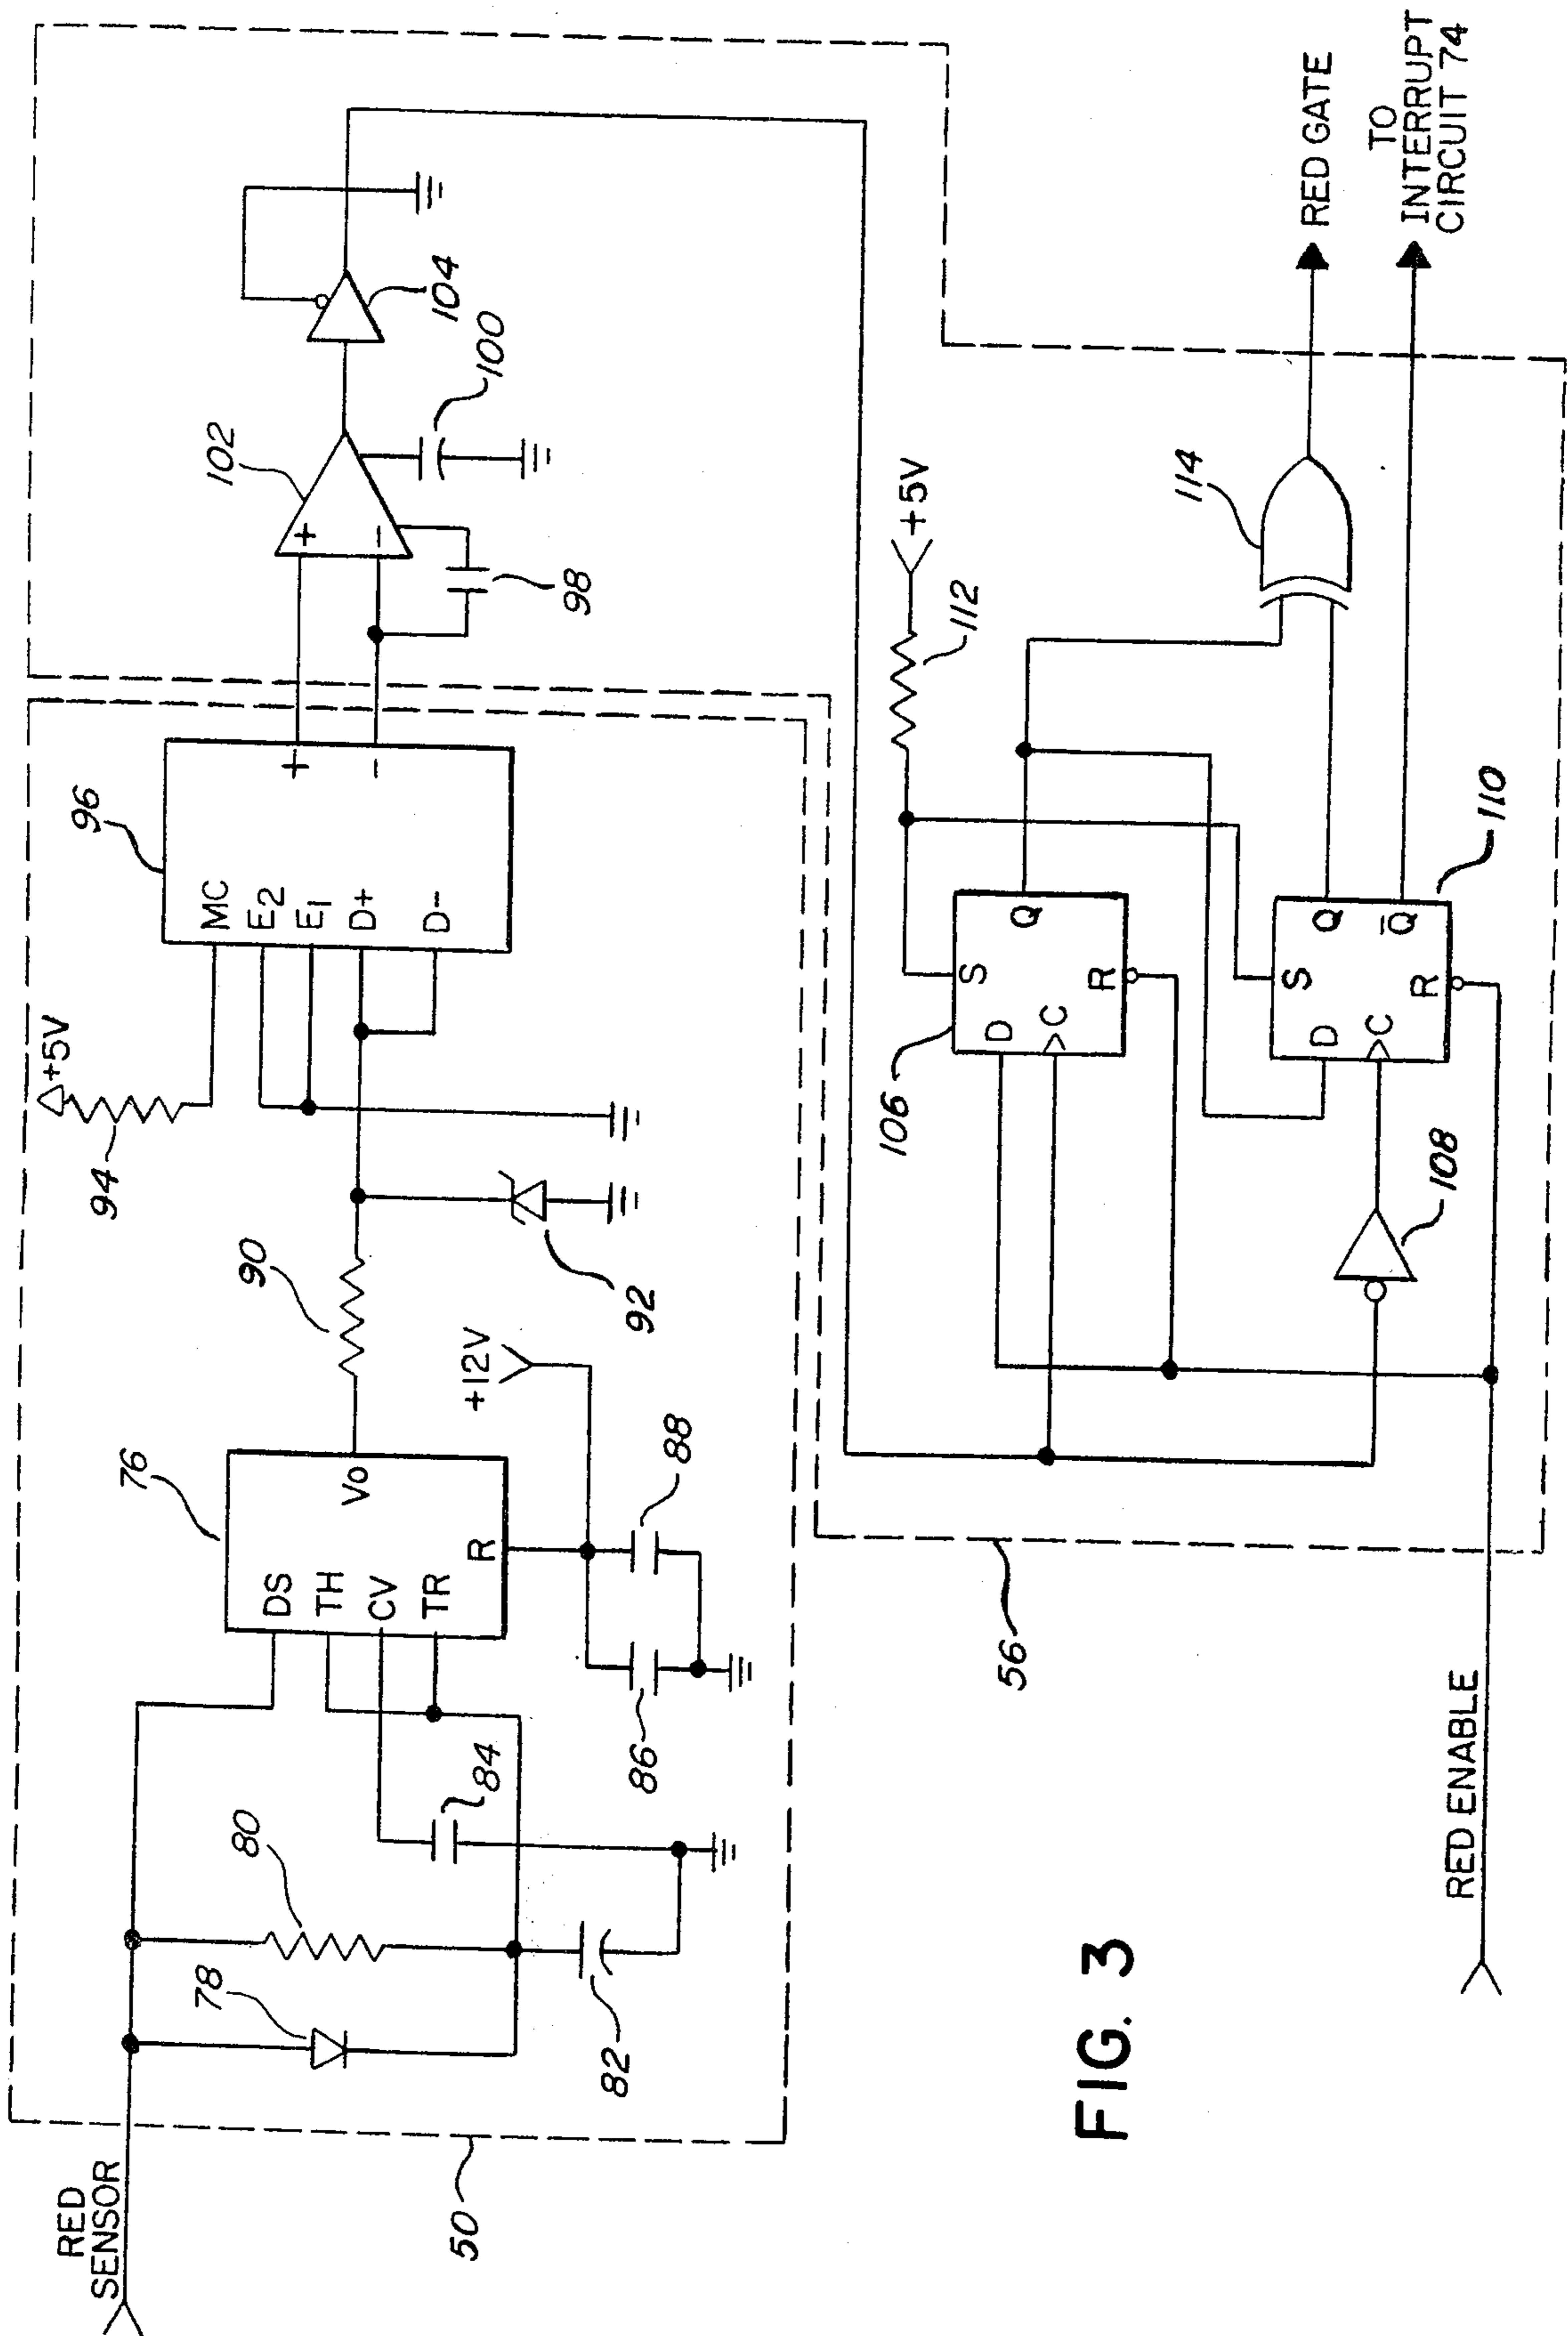 RED
SENSOR
50
78
80
82
84
86
88
76
DS
TH
CV
TR
R
Vo
+12V
90
92
94
+5V
96
MC
E2
E1
D+
D-
+
-
102
+
-
98
100
104
56
RED ENABLE
106
D
C
S
R
Q
108
110
D
C
S
R
Q
Q̅
112
+5V
114
RED GATE
TO
INTERRUPT
CIRCUIT 74
FIG. 3